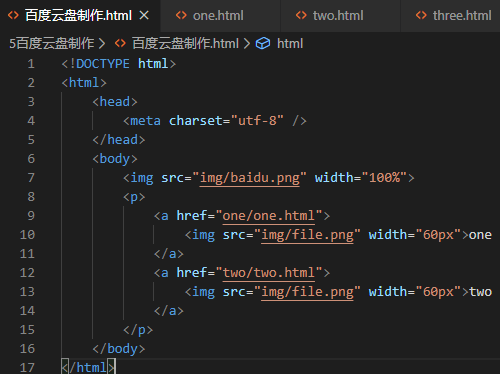 百度云盘制作.html one.html two.html three.html
5百度云盘制作 > 百度云盘制作.html > html
1 <!DOCTYPE html>
2 <html>
3 <head>
4 <meta charset="utf-8" />
5 </head>
6 <body>
7 <img src="img/baidu.png" width="100%">
8 <p>
9 <a href="one/one.html">
10 <img src="img/file.png" width="60px">one
11 </a>
12 <a href="two/two.html">
13 <img src="img/file.png" width="60px">two
14 </a>
15 </p>
16 </body>
17 </html>